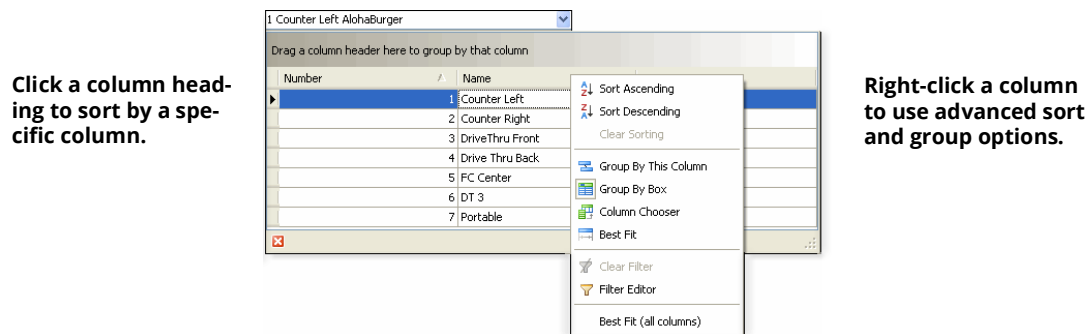 1 Counter Left AlohaBurger
Drag a column header here to group by that column
Click a column head-
ing to sort by a spe-
cific column.
Number Name
1 Counter Left
2 Counter Right
3 DriveThru Front
4 Drive Thru Back
5 FC Center
6 DT 3
7 Portable
Sort Ascending
Sort Descending
Clear Sorting
Group By This Column
Group By Box
Column Chooser
Best Fit
Clear Filter
Filter Editor
Best Fit (all columns)
Right-click a column
to use advanced sort
and group options.